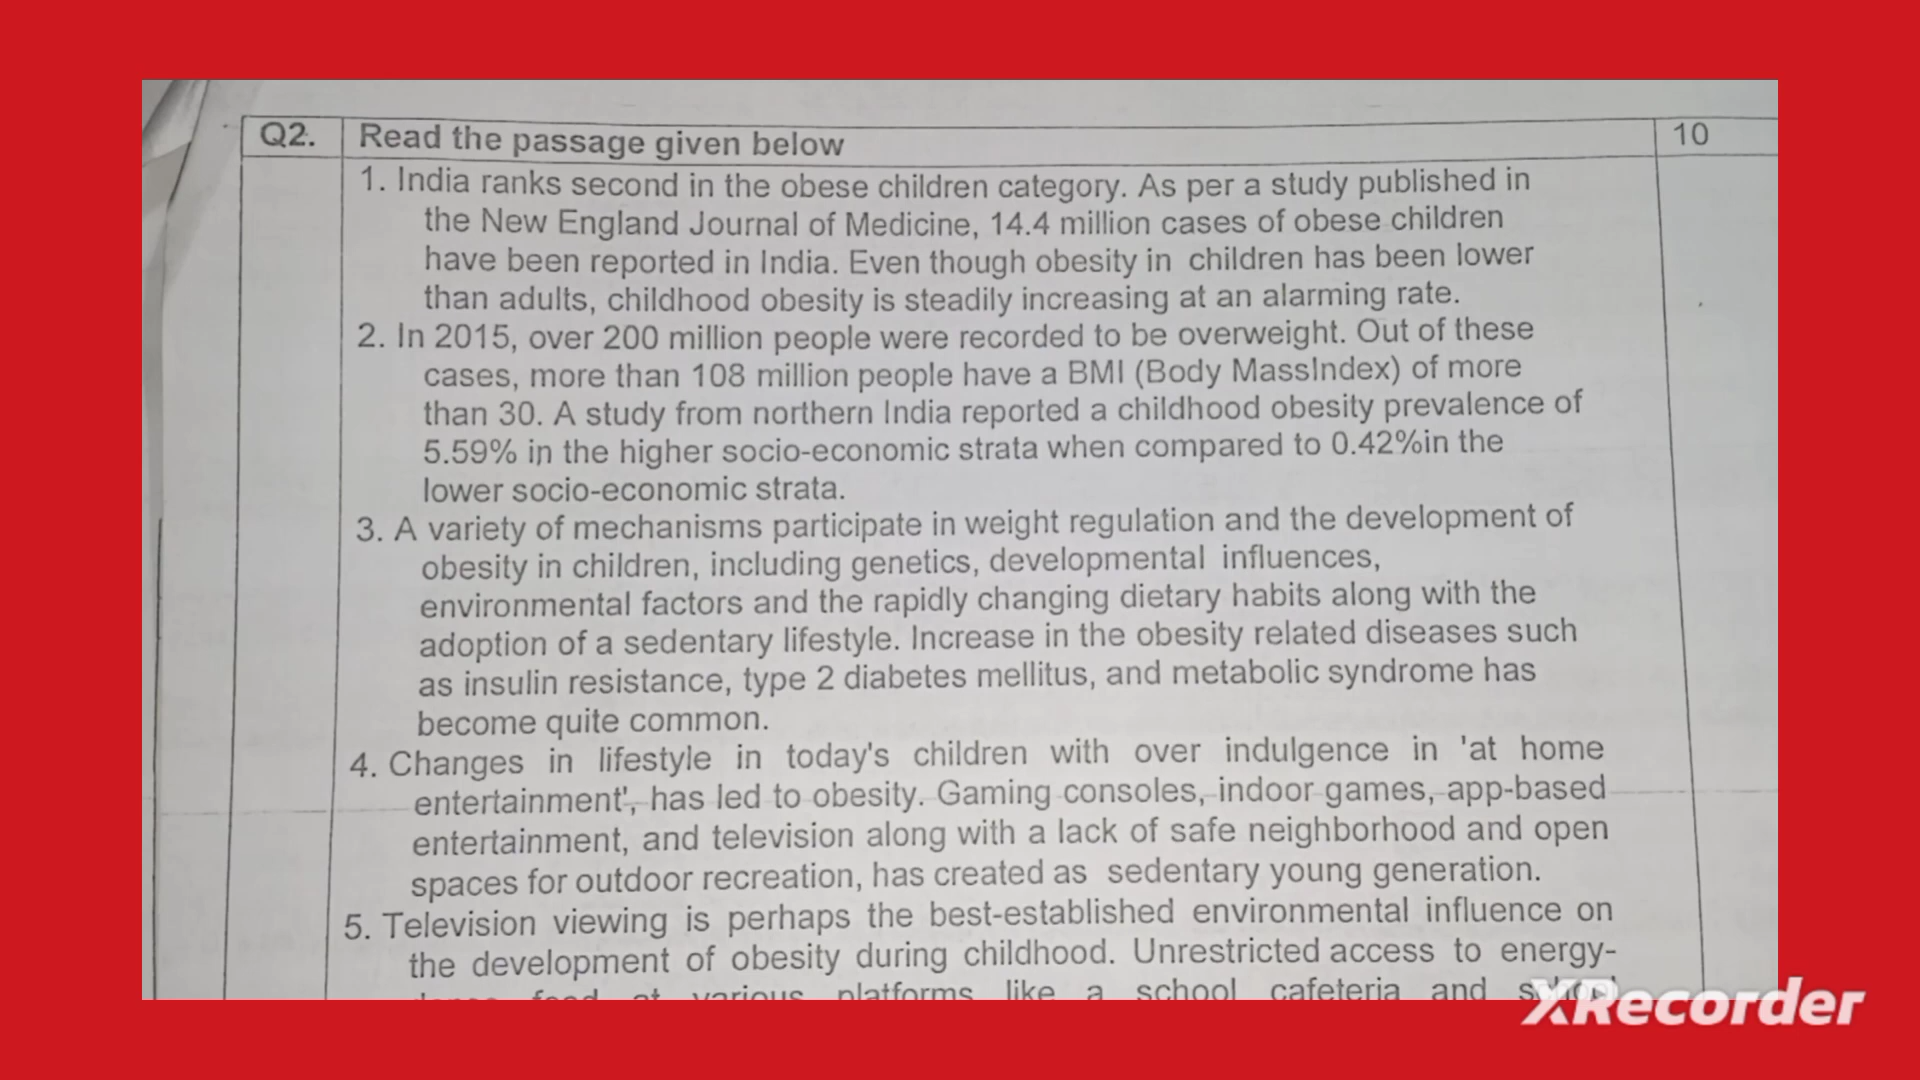 Q2. Read the passage given below 10
1. India ranks second in the obese children category. As per a study published in
the New England Journal of Medicine, 14.4 million cases of obese children
have been reported in India. Even though obesity in children has been lower
than adults, childhood obesity is steadily increasing at an alarming rate.
2. In 2015, over 200 million people were recorded to be overweight. Out of these
cases, more than 108 million people have a BMI (Body MassIndex) of more
than 30. A study from northern India reported a childhood obesity prevalence of
5.59% in the higher socio-economic strata when compared to 0.42%in the
lower socio-economic strata.
3. A variety of mechanisms participate in weight regulation and the development of
obesity in children, including genetics, developmental influences,
environmental factors and the rapidly changing dietary habits along with the
adoption of a sedentary lifestyle. Increase in the obesity related diseases such
as insulin resistance, type 2 diabetes mellitus, and metabolic syndrome has
become quite common.
4. Changes in lifestyle in today's children with over indulgence in 'at home
entertainment', has led to obesity. Gaming consoles, indoor games, app-based
entertainment, and television along with a lack of safe neighborhood and open
spaces for outdoor recreation, has created as sedentary young generation.
5. Television viewing is perhaps the best-established environmental influence on
the development of obesity during childhood. Unrestricted access to energy-
food at various platforms like a school cafeteria and
XRecorder